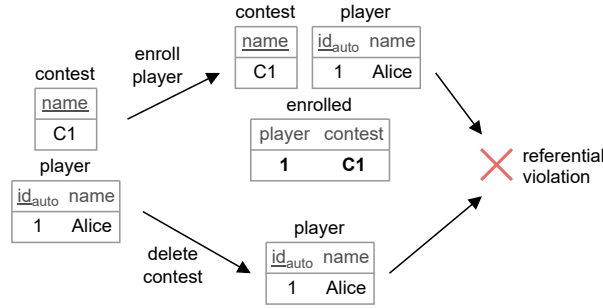 contest
name
C1
player
id_auto name
1 Alice
enroll
player
contest
name
C1
player
id_auto name
1 Alice
enrolled
player contest
1 C1
delete
contest
player
id_auto name
1 Alice
referential
violation